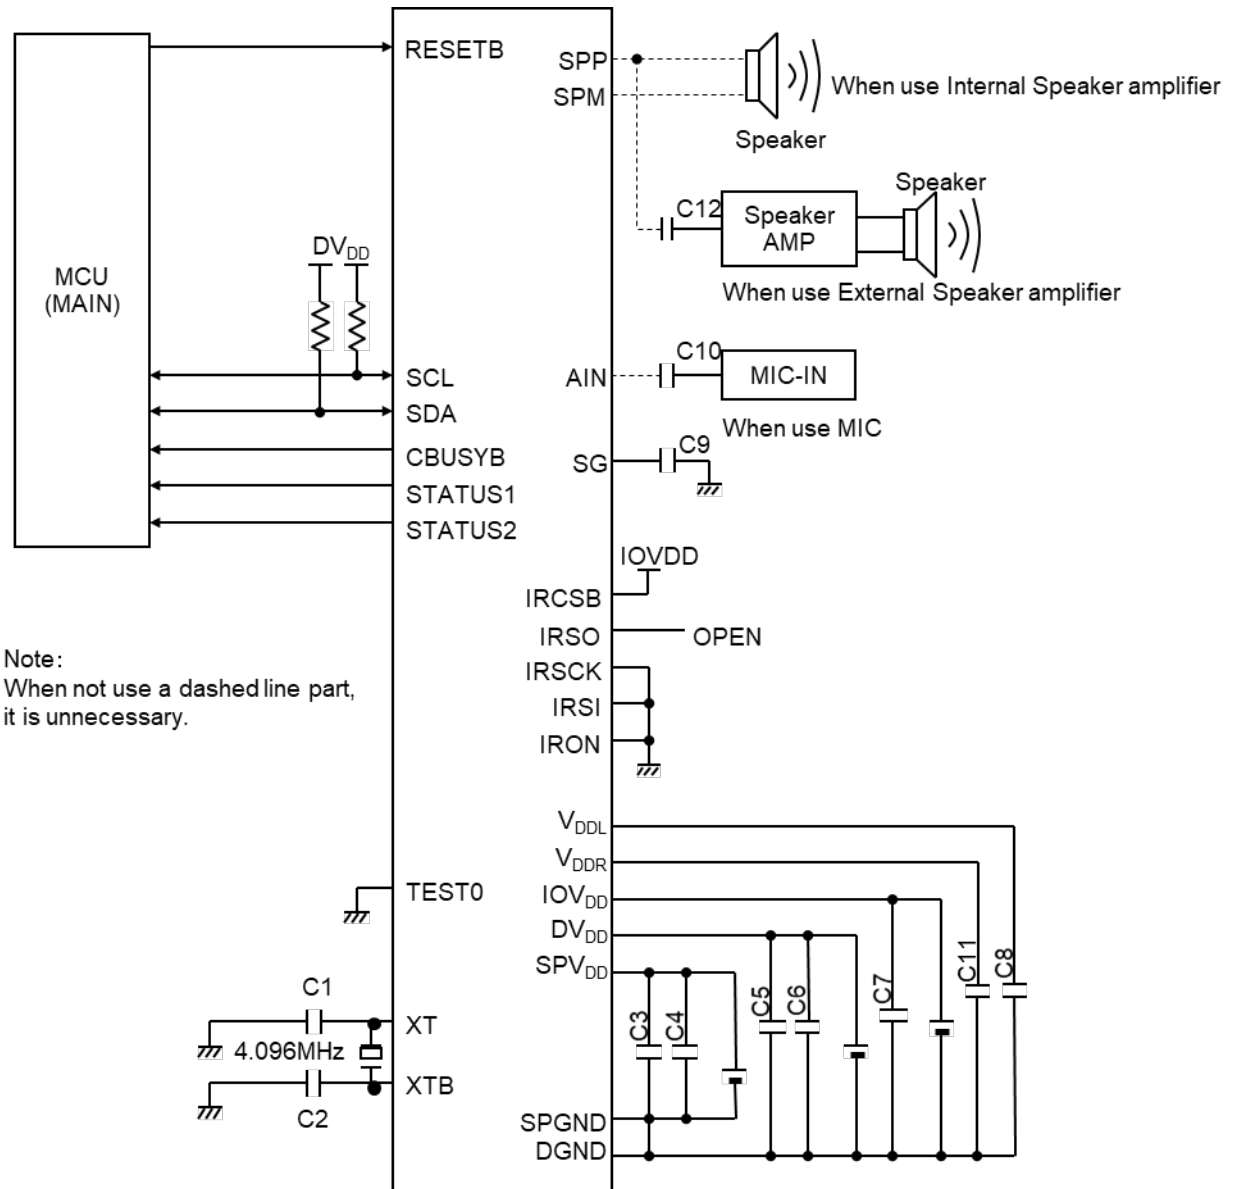 RESETB
SPP
SPM
When use Internal Speaker amplifier
Speaker
Speaker
C12
Speaker
AMP
When use External Speaker amplifier
DVDD
MCU
(MAIN)
SCL
SDA
CBUSYB
STATUS1
STATUS2
AIN
C10
MIC-IN
When use MIC
SG
C9
IOVDD
IRCSB
IRSO
OPEN
IRSCK
IRSI
IRON
Note:
When not use a dashed line part,
it is unnecessary.
VDDL
VDDR
IOVDD
DVDD
SPVDD
TEST0
C1
XT
4.096MHz
XTB
C2
C3
C4
C5
C6
C7
C11
C8
SPGND
DGND